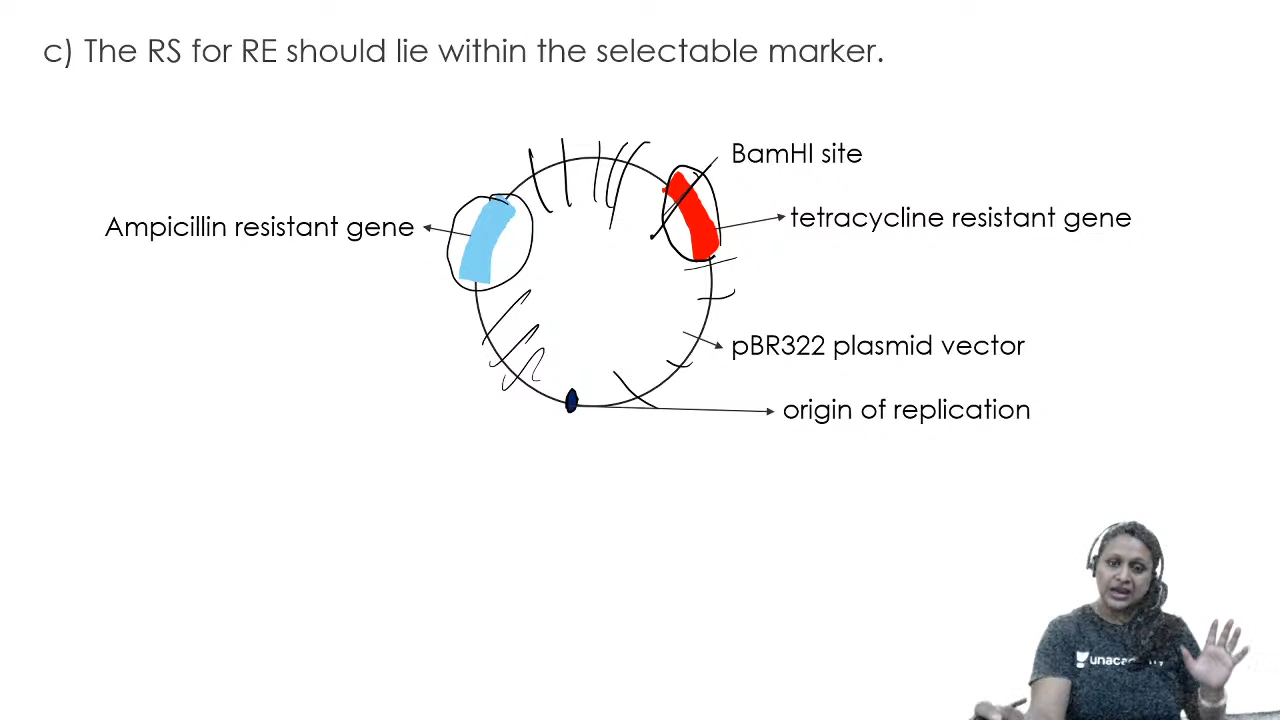 c) The RS for RE should lie within the selectable marker.
BamHI site
Ampicillin resistant gene
tetracycline resistant gene
pBR322 plasmid vector
origin of replication